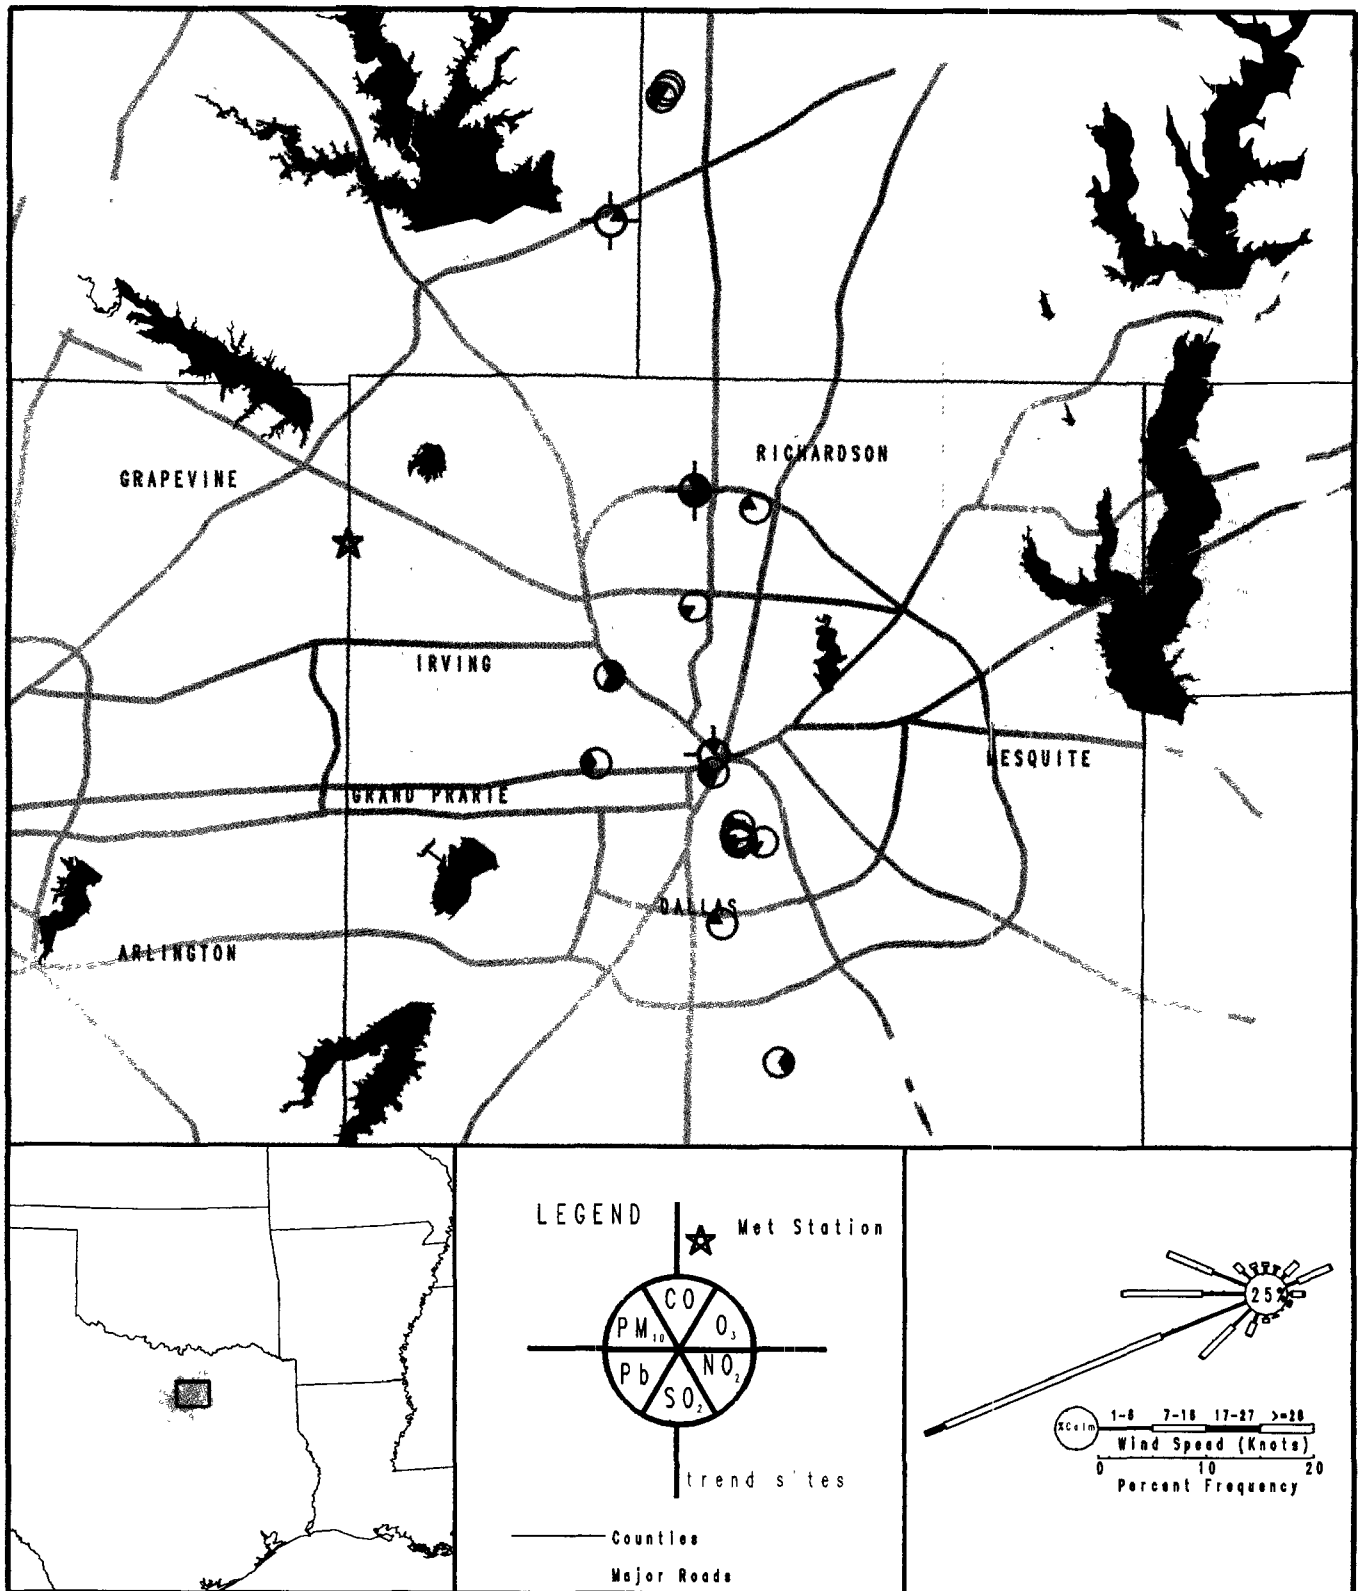 RICHARDSON
GRAPEVINE
IRVING
MESQUITE
GRAND PRARIE
DALLAS
ARLINGTON
LEGEND
Met Station
CO
PM10
O3
Pb
NO2
SO2
trend sites
Counties
Major Roads
25%
%Calm
1-6 7-16 17-27 >=28
Wind Speed (Knots)
0 10 20
Percent Frequency